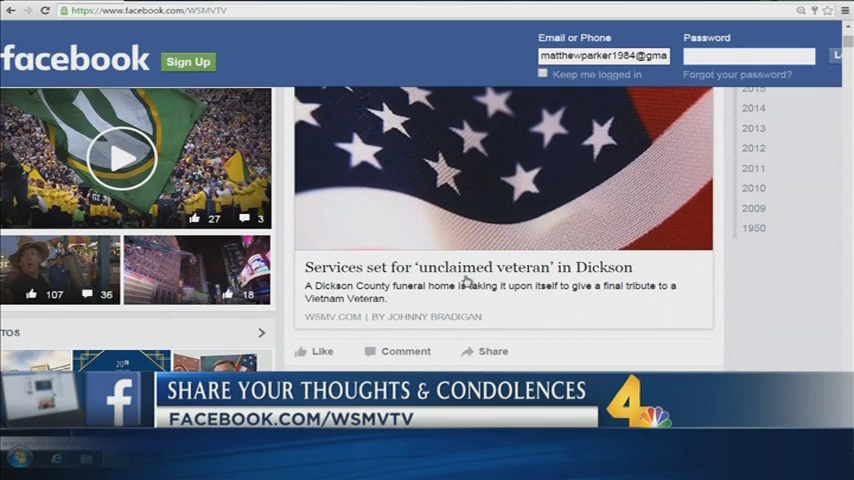 https://www.facebook.com/WSMVTV
facebook
Sign Up
Email or Phone
Password
matthewparker1984@gma
Keep me logged in
Forgot your password?
2015
2014
2013
2012
2011
2010
2009
1950
27
3
107
36
18
Services set for ‘unclaimed veteran’ in Dickson
A Dickson County funeral home is taking it upon itself to give a final tribute to a
Vietnam Veteran.
WSMV.COM | BY JOHNNY BRADIGAN
Like
Comment
Share
SHARE YOUR THOUGHTS & CONDOLENCES
FACEBOOK.COM/WSMVTV
4